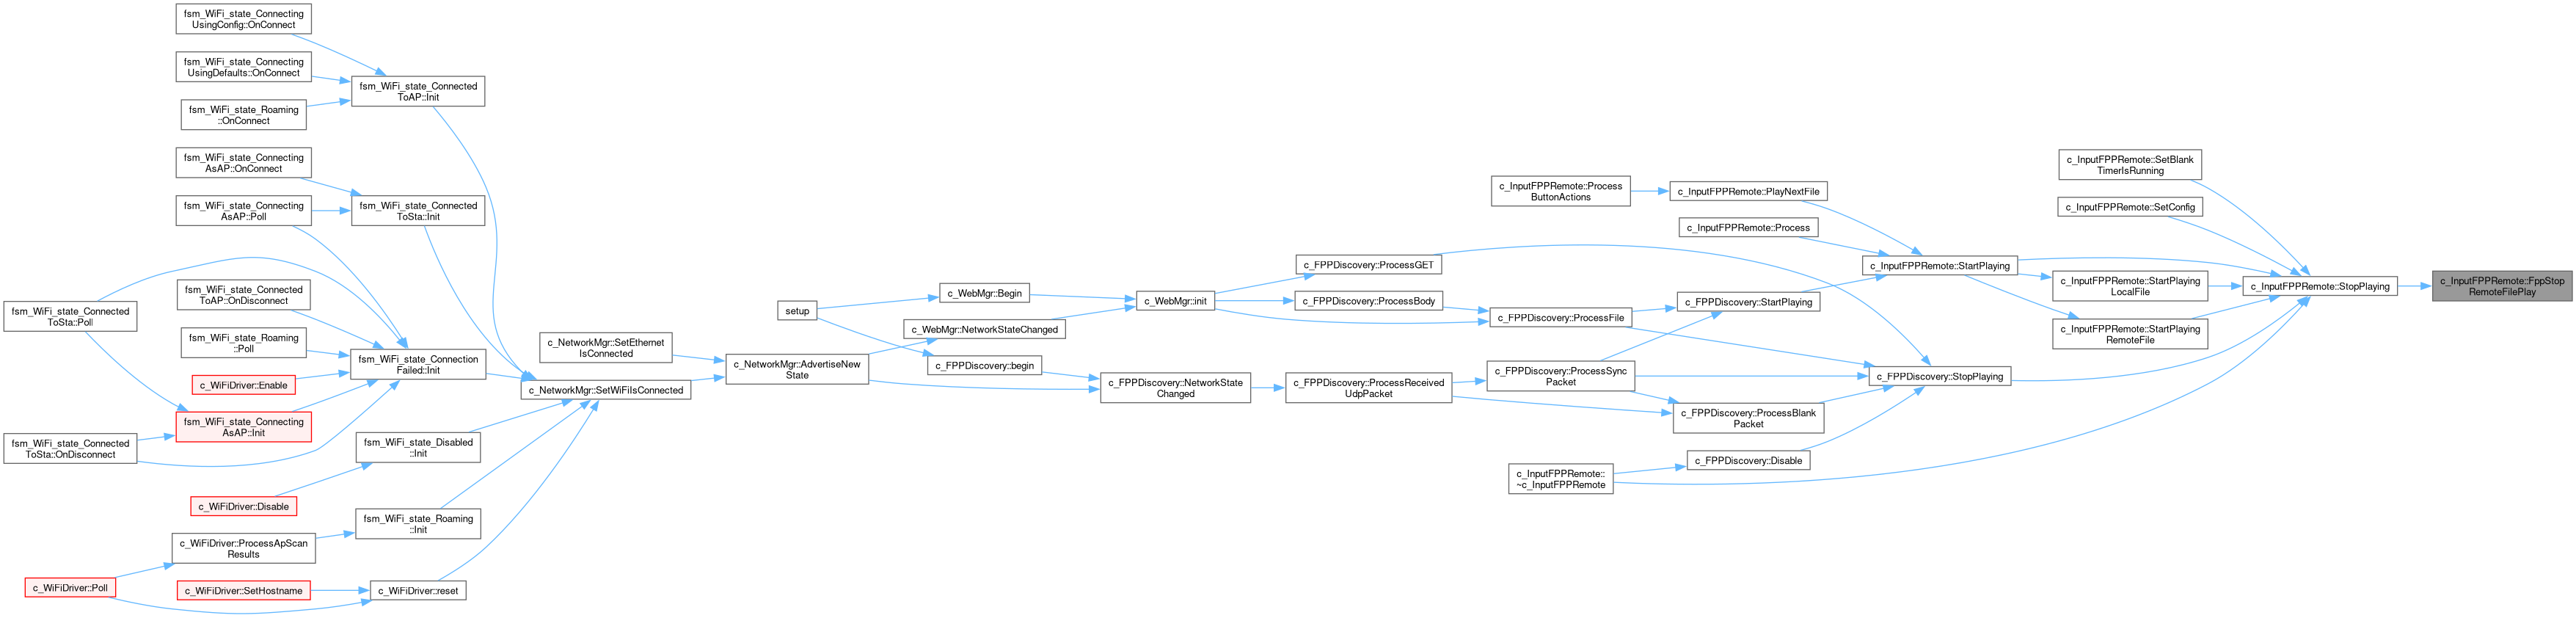 fsm_WiFi_state_Connecting
UsingConfig::OnConnect
fsm_WiFi_state_Connecting
UsingDefaults::OnConnect
fsm_WiFi_state_Roaming
::OnConnect
fsm_WiFi_state_Connected
ToAP::Init
fsm_WiFi_state_Connecting
AsAP::OnConnect
fsm_WiFi_state_Connecting
AsAP::Poll
fsm_WiFi_state_Connected
ToSta::Init
fsm_WiFi_state_Connected
ToAP::OnDisconnect
fsm_WiFi_state_Connected
ToSta::Poll
fsm_WiFi_state_Roaming
::Poll
c_WiFiDriver::Enable
fsm_WiFi_state_Connection
Failed::Init
fsm_WiFi_state_Connecting
AsAP::Init
fsm_WiFi_state_Connected
ToSta::OnDisconnect
fsm_WiFi_state_Disabled
::Init
c_WiFiDriver::Disable
fsm_WiFi_state_Roaming
::Init
c_WiFiDriver::ProcessApScan
Results
c_WiFiDriver::Poll
c_WiFiDriver::SetHostname
c_WiFiDriver::reset
c_NetworkMgr::SetEthernet
IsConnected
c_NetworkMgr::SetWiFiIsConnected
c_NetworkMgr::AdvertiseNew
State
setup
c_WebMgr::Begin
c_WebMgr::NetworkStateChanged
c_FPPDiscovery::begin
c_WebMgr::init
c_FPPDiscovery::NetworkState
Changed
c_FPPDiscovery::ProcessGET
c_FPPDiscovery::ProcessBody
c_FPPDiscovery::ProcessReceived
UdpPacket
c_InputFPPRemote::Process
ButtonActions
c_FPPDiscovery::ProcessFile
c_FPPDiscovery::ProcessSync
Packet
c_InputFPPRemote::
~c_InputFPPRemote
c_InputFPPRemote::PlayNextFile
c_InputFPPRemote::Process
c_FPPDiscovery::StartPlaying
c_FPPDiscovery::ProcessBlank
Packet
c_FPPDiscovery::Disable
c_InputFPPRemote::StartPlaying
c_FPPDiscovery::StopPlaying
c_InputFPPRemote::SetBlank
TimerIsRunning
c_InputFPPRemote::SetConfig
c_InputFPPRemote::StartPlaying
LocalFile
c_InputFPPRemote::StartPlaying
RemoteFile
c_InputFPPRemote::StopPlaying
c_InputFPPRemote::FppStop
RemoteFilePlay